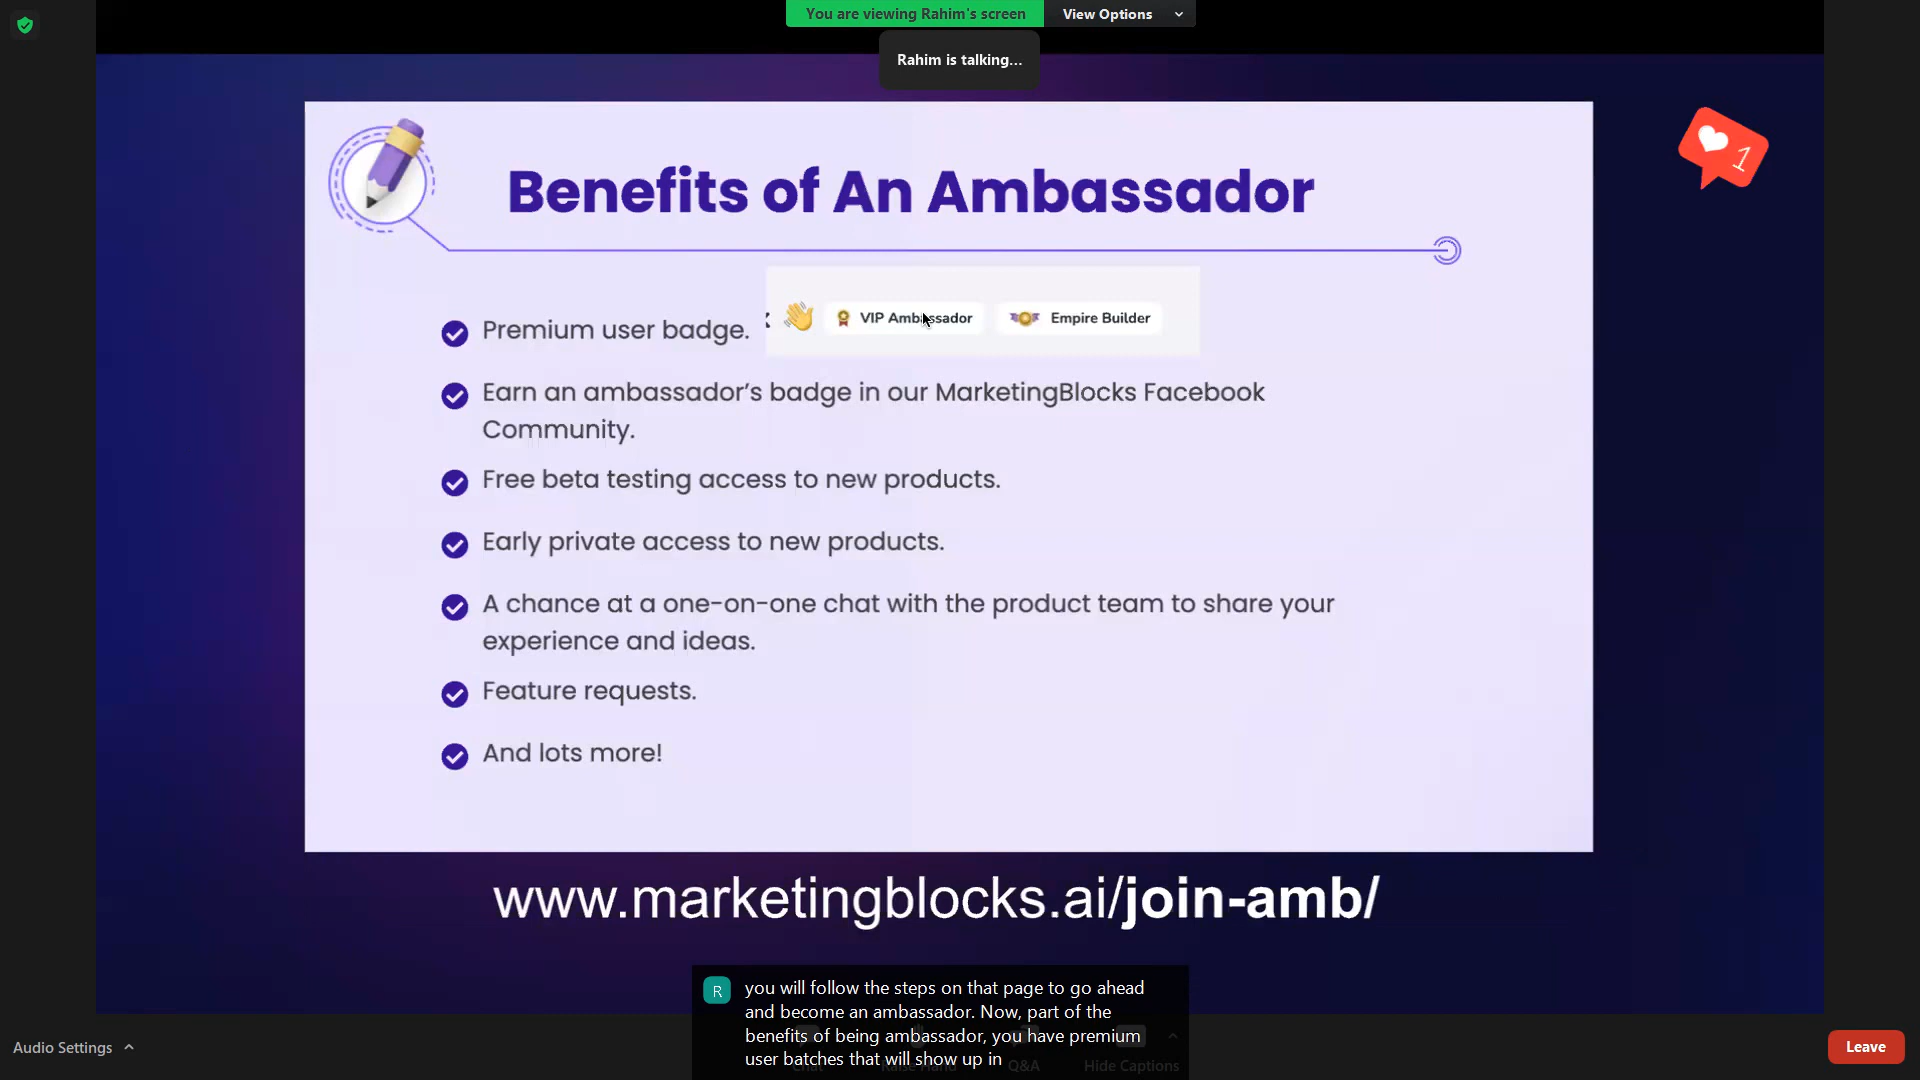 You are viewing Rahim's screen
View Options
Rahim is talking...
1
Benefits of An Ambassador
Premium user badge.
VIP Ambassador
Empire Builder
Earn an ambassador's badge in our MarketingBlocks Facebook
Community.
Free beta testing access to new products.
Early private access to new products.
A chance at a one-on-one chat with the product team to share your
experience and ideas.
Feature requests.
And lots more!
www.marketingblocks.ai/join-amb/
R
you will follow the steps on that page to go ahead
and become an ambassador. Now, part of the
benefits of being ambassador, you have premium
user batches that will show up in
Audio Settings
Chat
Raise Hand
Q&A
Hide Captions
Leave